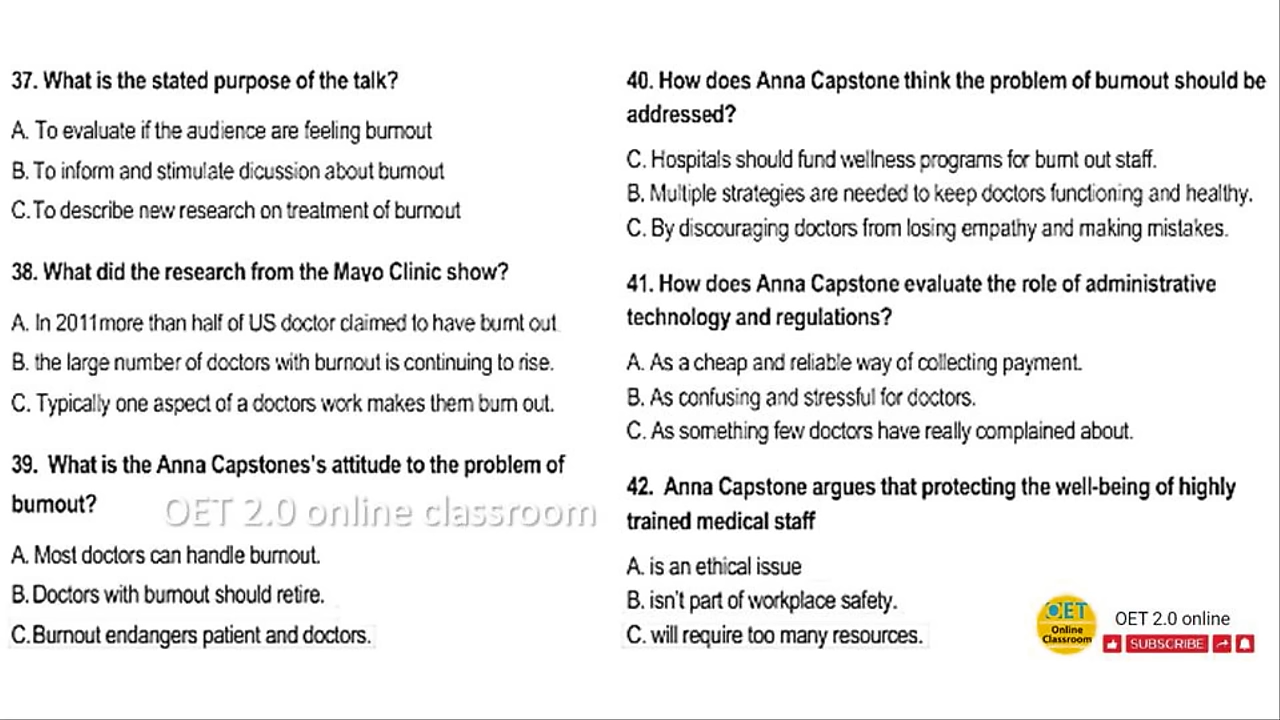 37. What is the stated purpose of the talk?
A. To evaluate if the audience are feeling burnout
B. To inform and stimulate dicussion about burnout
C. To describe new research on treatment of burnout
38. What did the research from the Mayo Clinic show?
A. In 2011more than half of US doctor claimed to have burnt out
B. the large number of doctors with burnout is continuing to rise.
C. Typically one aspect of a doctors work makes them burn out.
39. What is the Anna Capstones's attitude to the problem of
burnout?
A. Most doctors can handle burnout.
B. Doctors with burnout should retire.
C.Burnout endangers patient and doctors.
OET 2.0 online classroom
40. How does Anna Capstone think the problem of burnout should be
addressed?
C. Hospitals should fund wellness programs for burnt out staff.
B. Multiple strategies are needed to keep doctors functioning and healthy.
C. By discouraging doctors from losing empathy and making mistakes.
41. How does Anna Capstone evaluate the role of administrative
technology and regulations?
A. As a cheap and reliable way of collecting payment.
B. As confusing and stressful for doctors.
C. As something few doctors have really complained about.
42. Anna Capstone argues that protecting the well-being of highly
trained medical staff
A. is an ethical issue
B. isn't part of workplace safety.
C. will require too many resources.
OET
Online
Classroom
OET 2.0 online
SUBSCRIBE